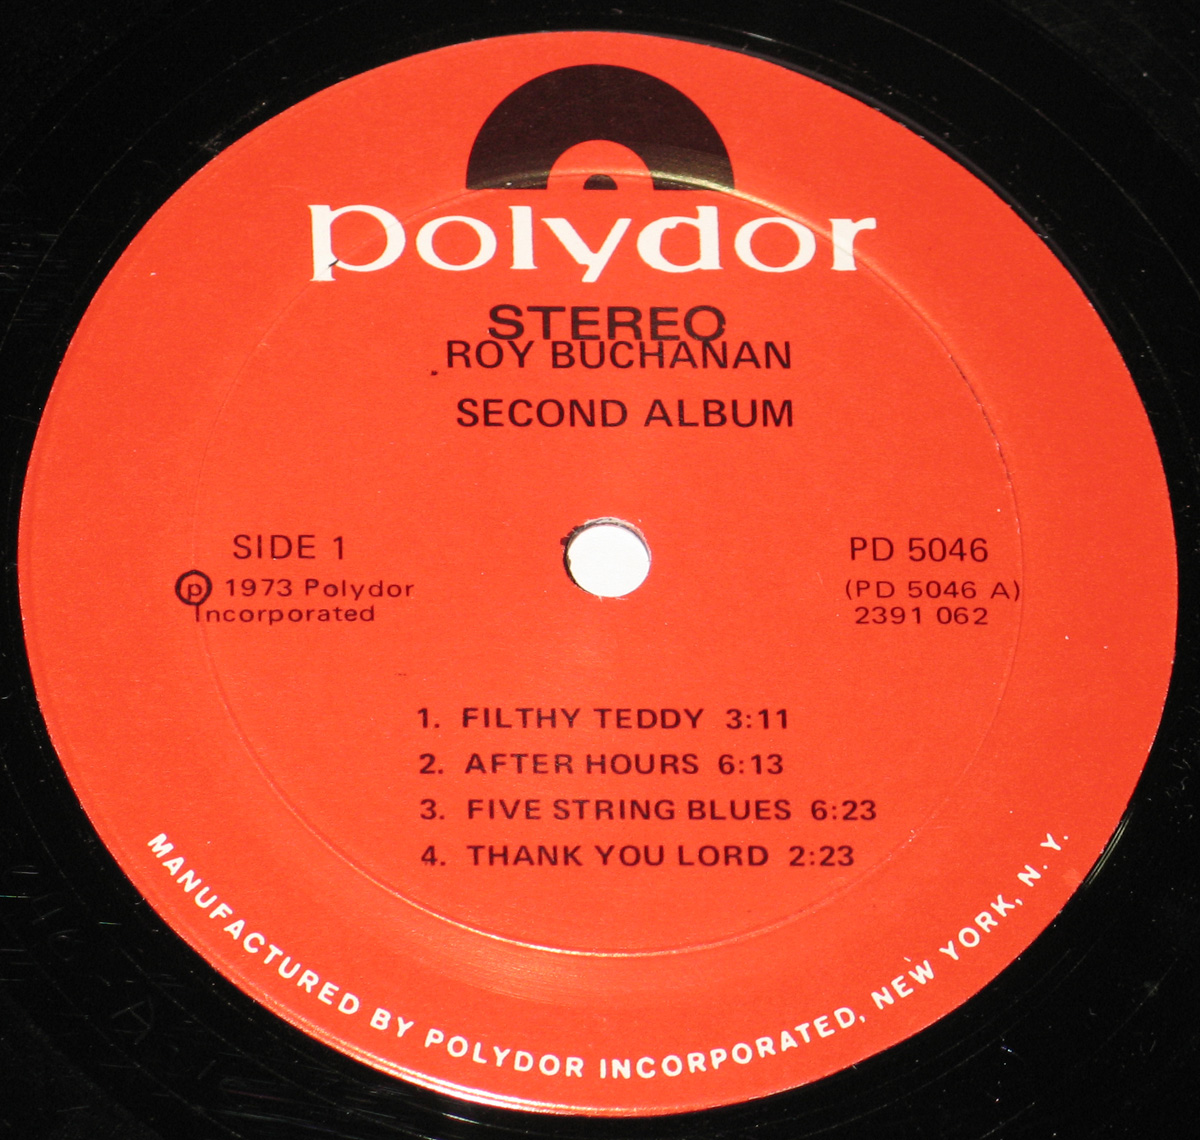 polydor
STEREO
ROY BUCHANAN
SECOND ALBUM
SIDE 1
℗ 1973 Polydor
Incorporated
PD 5046
(PD 5046 A)
2391 062
1. FILTHY TEDDY 3:11
2. AFTER HOURS 6:13
3. FIVE STRING BLUES 6:23
4. THANK YOU LORD 2:23
MANUFACTURED BY POLYDOR INCORPORATED, NEW YORK, N. Y.